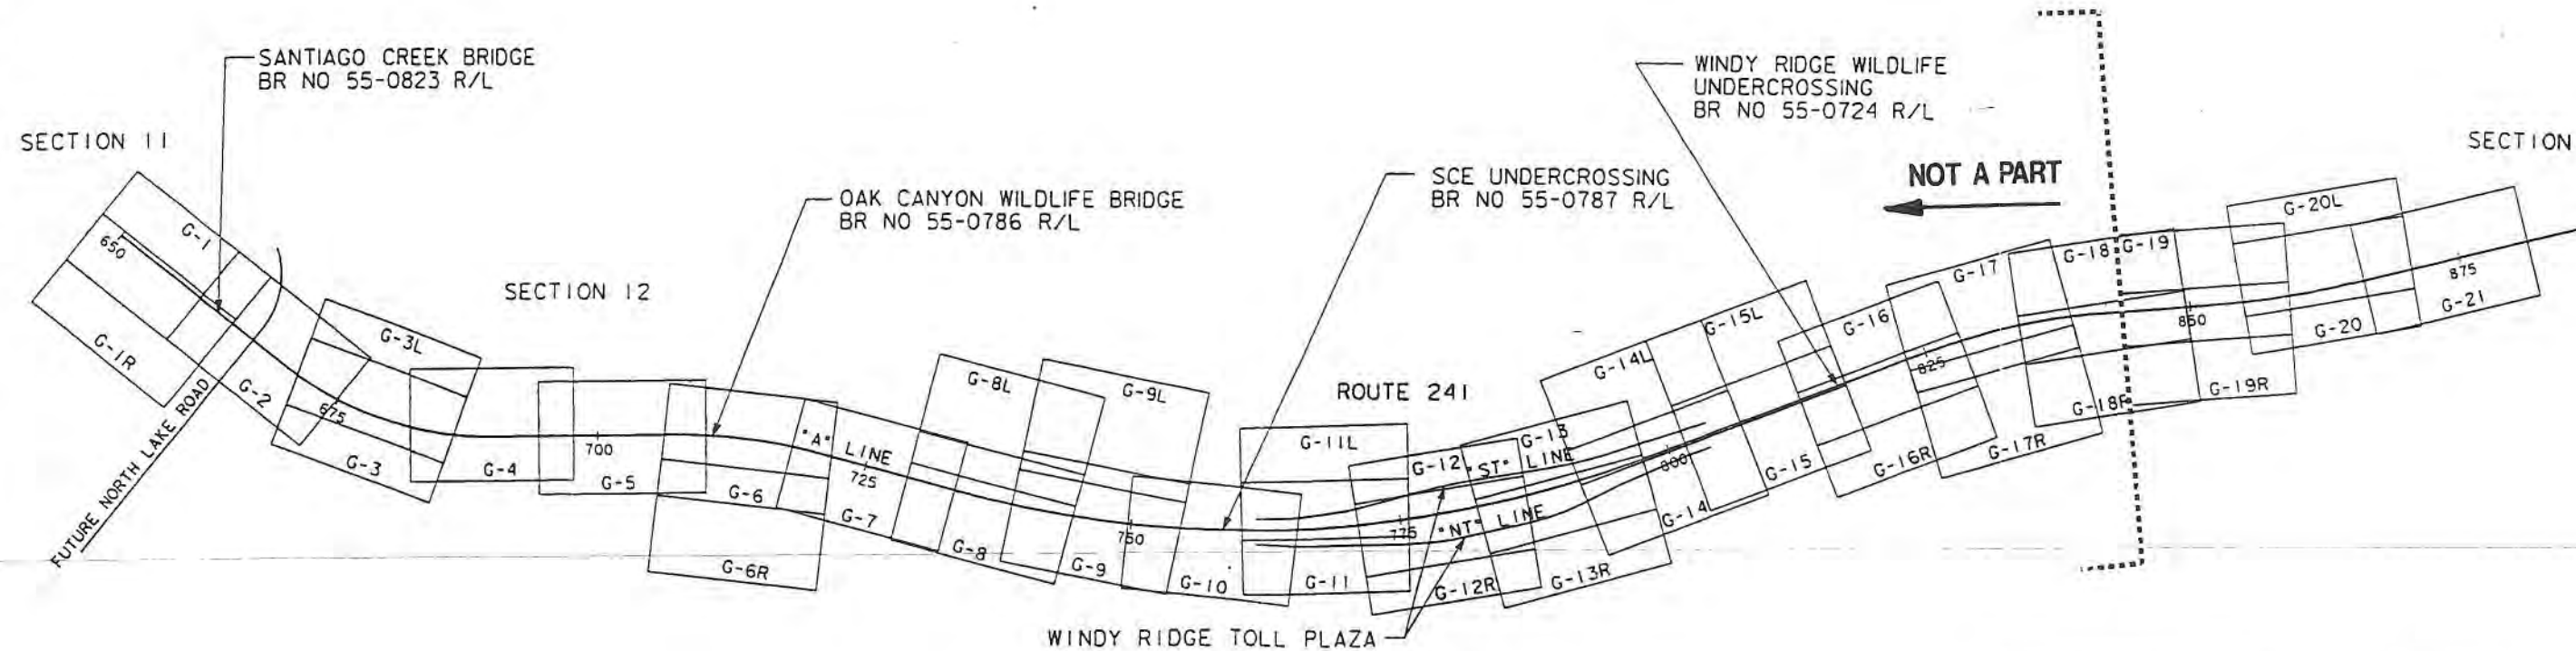 SANTIAGO CREEK BRIDGE
BR NO 55-0823 R/L
WINDY RIDGE WILDLIFE
UNDERCROSSING
BR NO 55-0724 R/L
SECTION 11
SECTION
NOT A PART
SCE UNDERCROSSING
BR NO 55-0787 R/L
OAK CANYON WILDLIFE BRIDGE
BR NO 55-0786 R/L
SECTION 12
ROUTE 241
G-1
650
G-1R
G-2
FUTURE NORTH LAKE ROAD
G-3L
675
G-3
G-4
700
G-5
G-6
G-6R
"A" LINE
725
G-7
G-8L
G-8
G-9L
G-9
750
G-10
G-11L
G-11
G-12
"ST" LINE
775
"NT" LINE
G-12R
G-13
G-13R
G-14L
800
G-14
G-15L
G-15
G-16
G-16R
G-17
825
G-17R
G-18
G-18R
G-19
850
G-19R
G-20L
G-20
875
G-21
WINDY RIDGE TOLL PLAZA